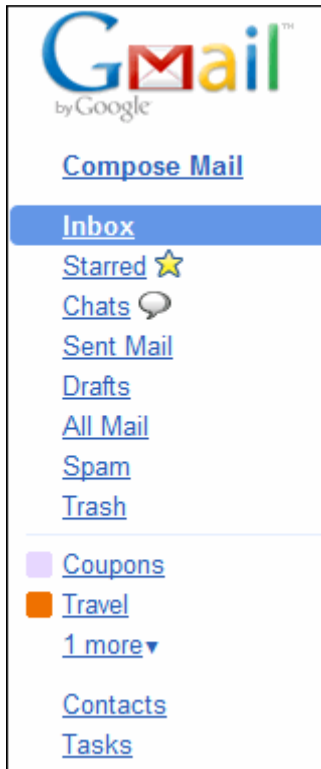 Gmail™
by Google
Compose Mail
Inbox
Starred
Chats
Sent Mail
Drafts
All Mail
Spam
Trash
Coupons
Travel
1 more▾
Contacts
Tasks